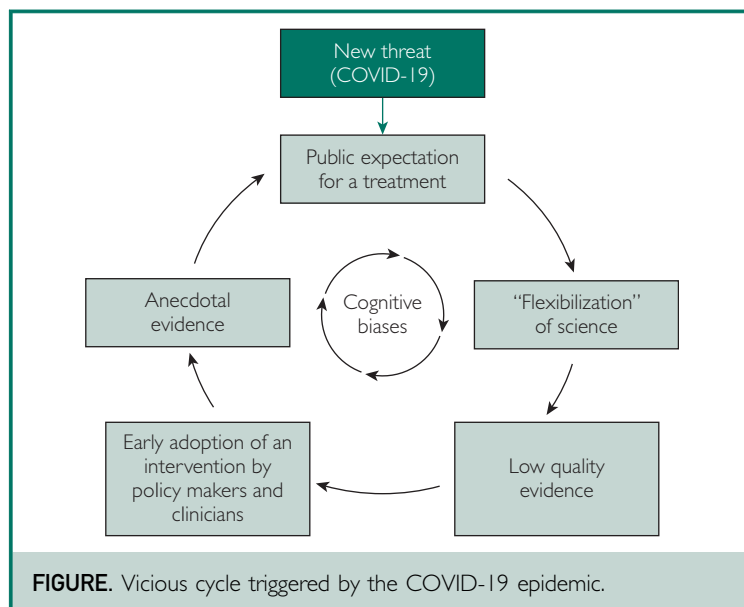 New threat
(COVID-19)
Public expectation
for a treatment
Anecdotal
evidence
Cognitive
biases
“Flexibilization”
of science
Early adoption of an
intervention by
policy makers and
clinicians
Low quality
evidence
FIGURE. Vicious cycle triggered by the COVID-19 epidemic.